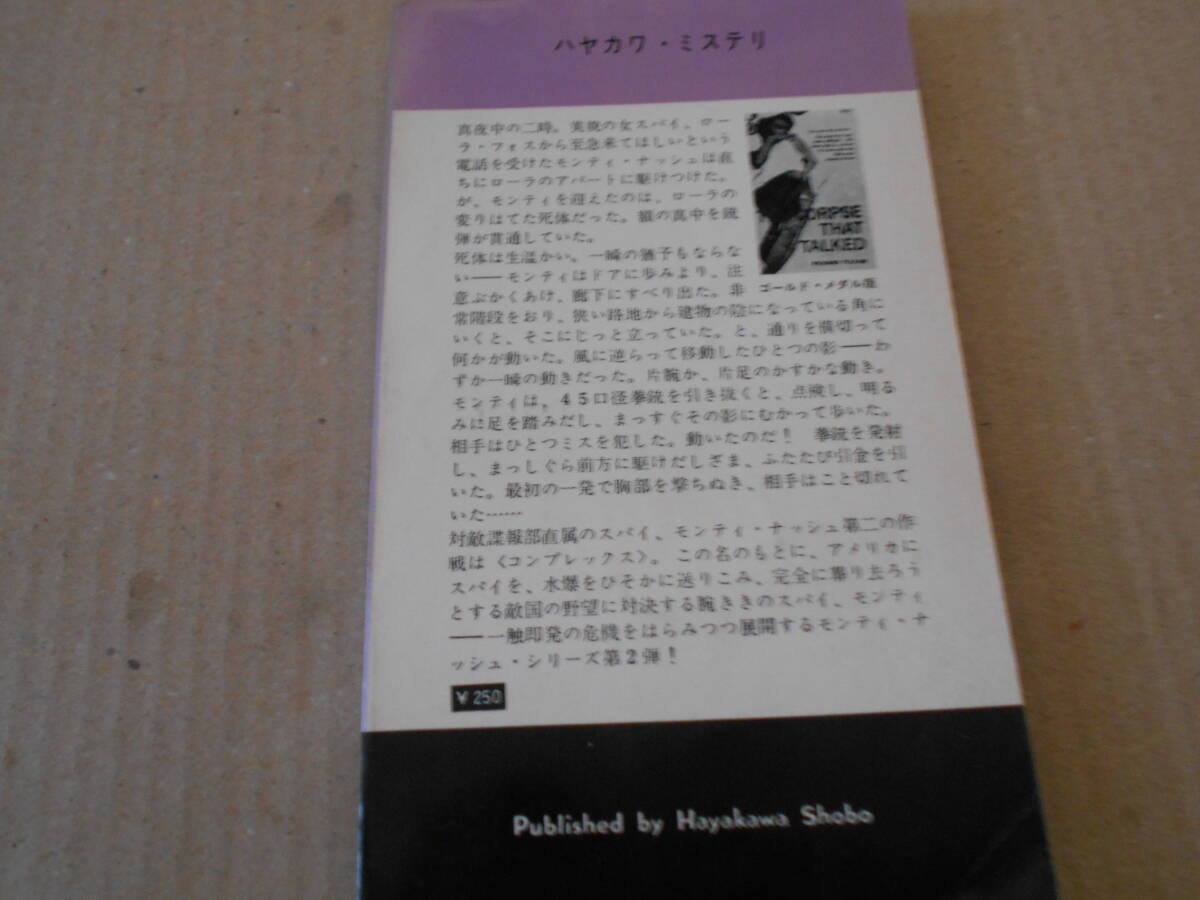 ハヤカワ・ミステリ
真夜中の二時。美貌の女スパイ、ロー
ラ・フォスから至急来てほしいという
電話を受けたモンティ・ナッシュは直
ちにローラのアパートに駆けつけた。
が、モンティを迎えたのは、ローラの
変りはてた死体だった。額の真中を銃
弾が貫通していた。
死体は生温かい。一瞬の猶予もならな
い――モンティはドアに歩みより、注
意ぶかくあけ、廊下にすべり出た。非
常階段をおり、狭い路地から建物の陰になっている角に
いくと、そこにじっと立っていた。と、通りを横切って
何かが動いた。風に逆らって移動したひとつの影――わ
ずか一瞬の動きだった。片腕か、片足のかすかな動き。
モンティは、45口径拳銃を引き抜くと、点検し、明る
みに足を踏みだし、まっすぐその影にむかって歩いた。
相手はひとつミスを犯した。動いたのだ！　拳銃を発射
し、まっしぐら前方に駆けだしざま、ふたたび引金を引
いた。最初の一発で胸部を撃ちぬき、相手はこと切れて
いた……
対敵諜報部直属のスパイ、モンティ・ナッシュ第二の作
戦は〈コンプレックス〉。この名のもとに、アメリカに
スパイを、水爆をひそかに送りこみ、完全に葬り去ろう
とする敵国の野望に対決する腕ききのスパイ、モンティ
――一触即発の危機をはらみつつ展開するモンティ・ナ
ッシュ・シリーズ第2弾！
CORPSE
THAT
TALKED
ゴールド・メダル版
¥250
Published by Hayakawa Shobo